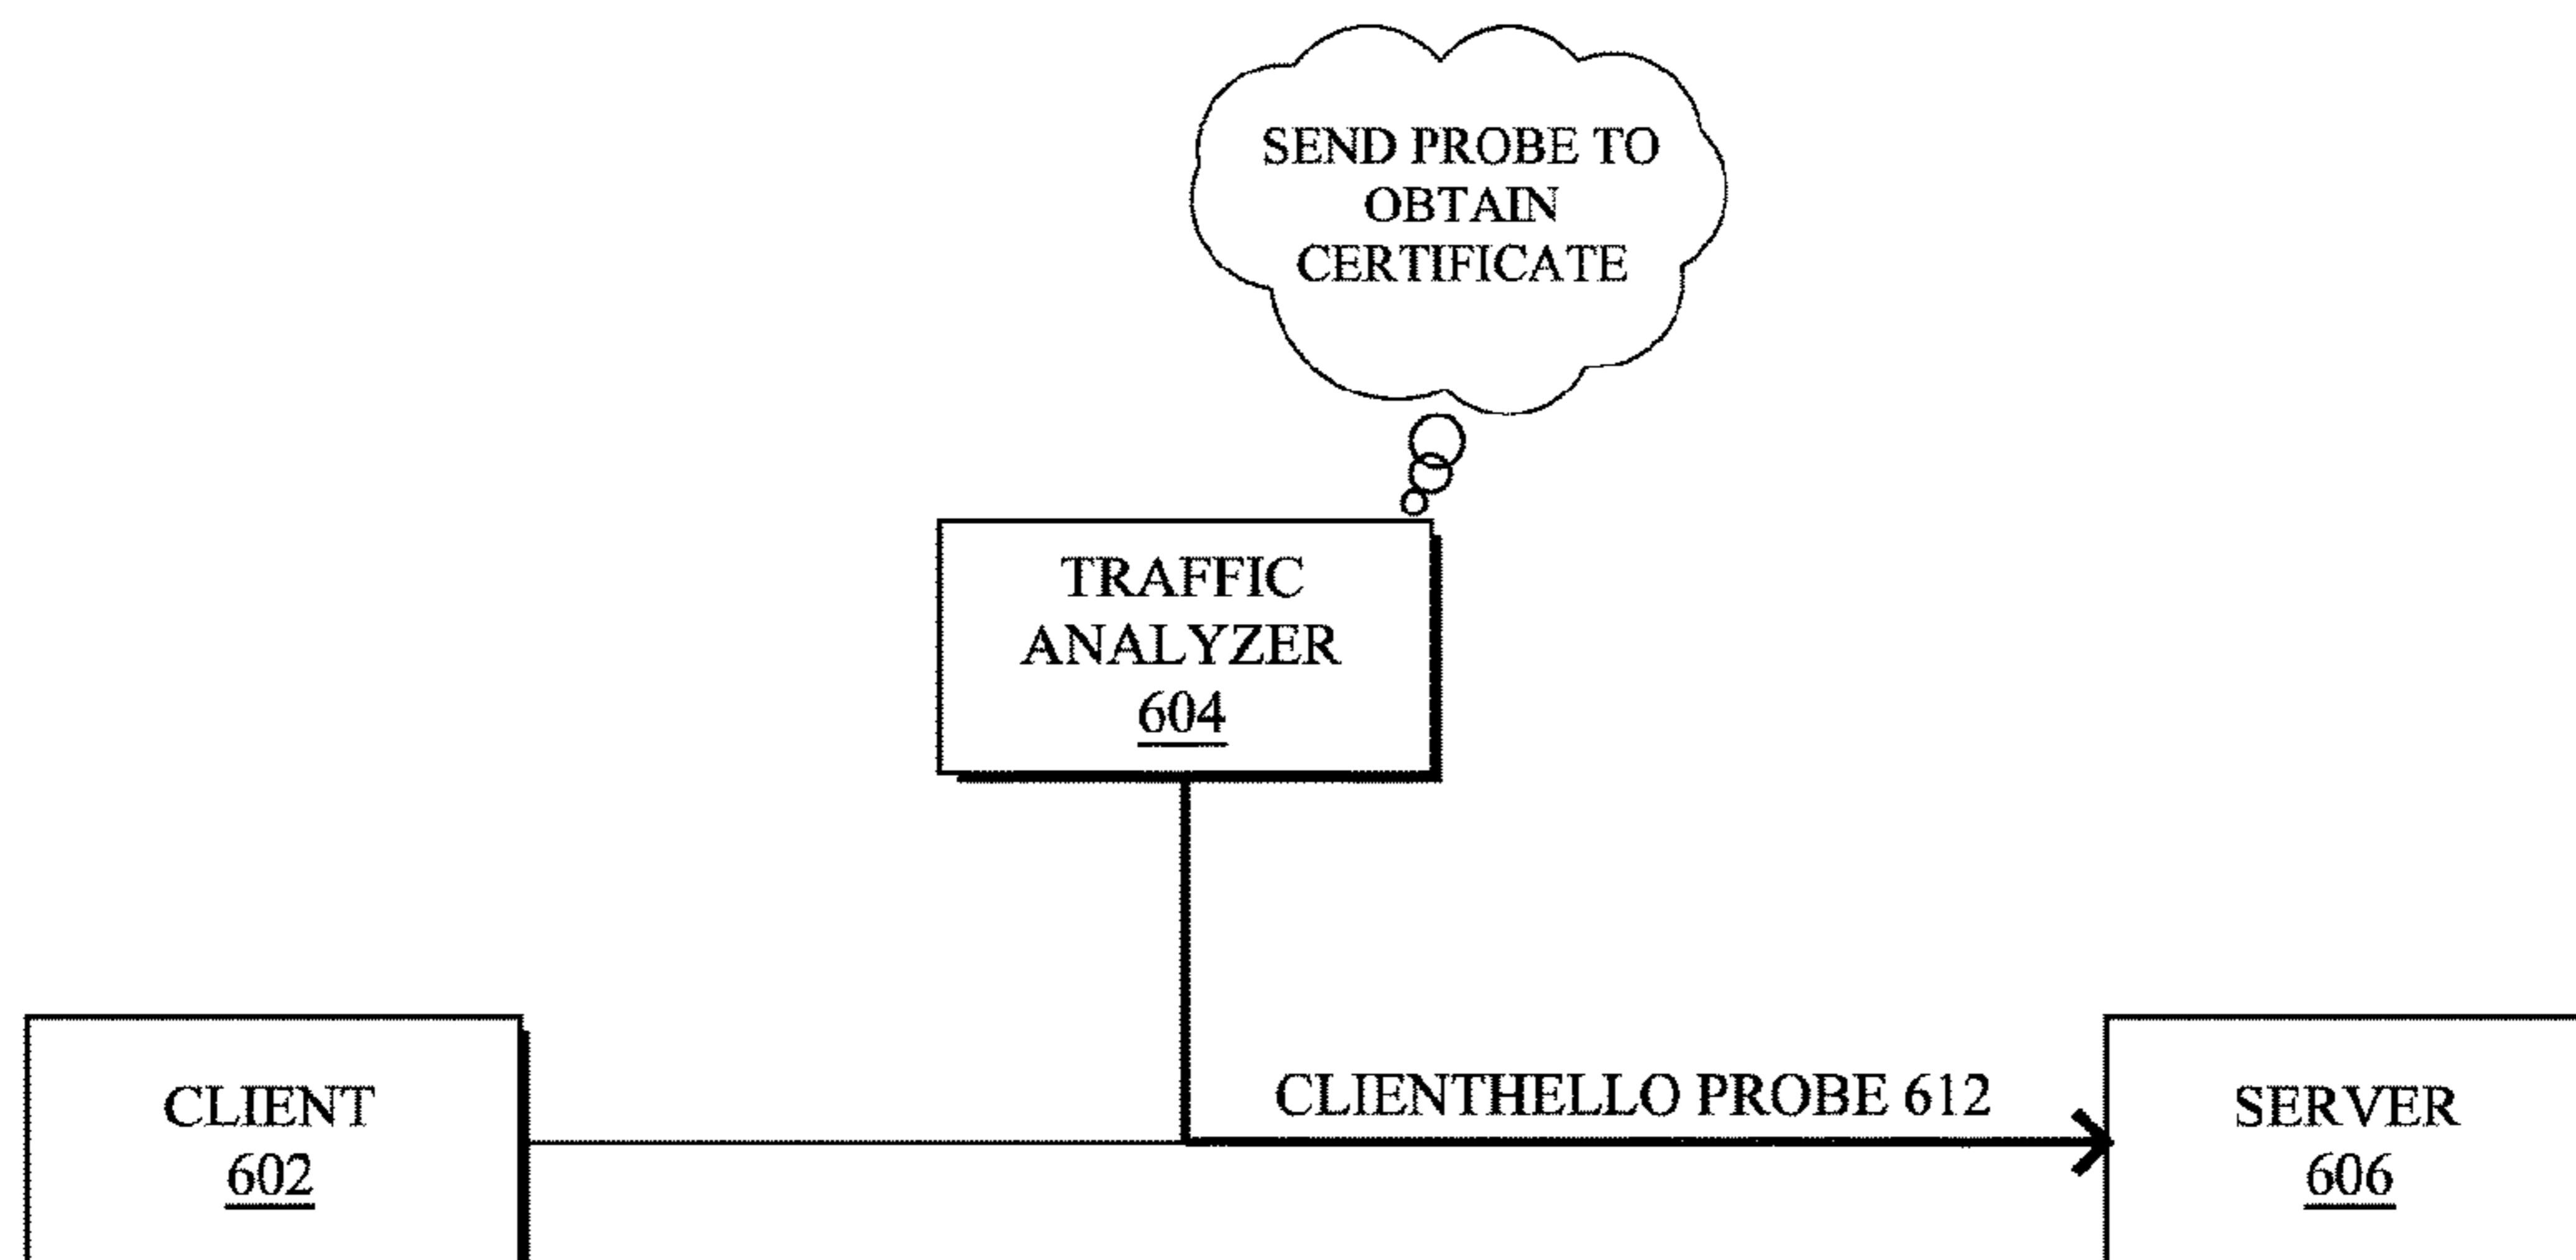 SEND PROBE TO
OBTAIN
CERTIFICATE
TRAFFIC
ANALYZER
604
CLIENTHELLO PROBE 612
CLIENT
602
SERVER
606